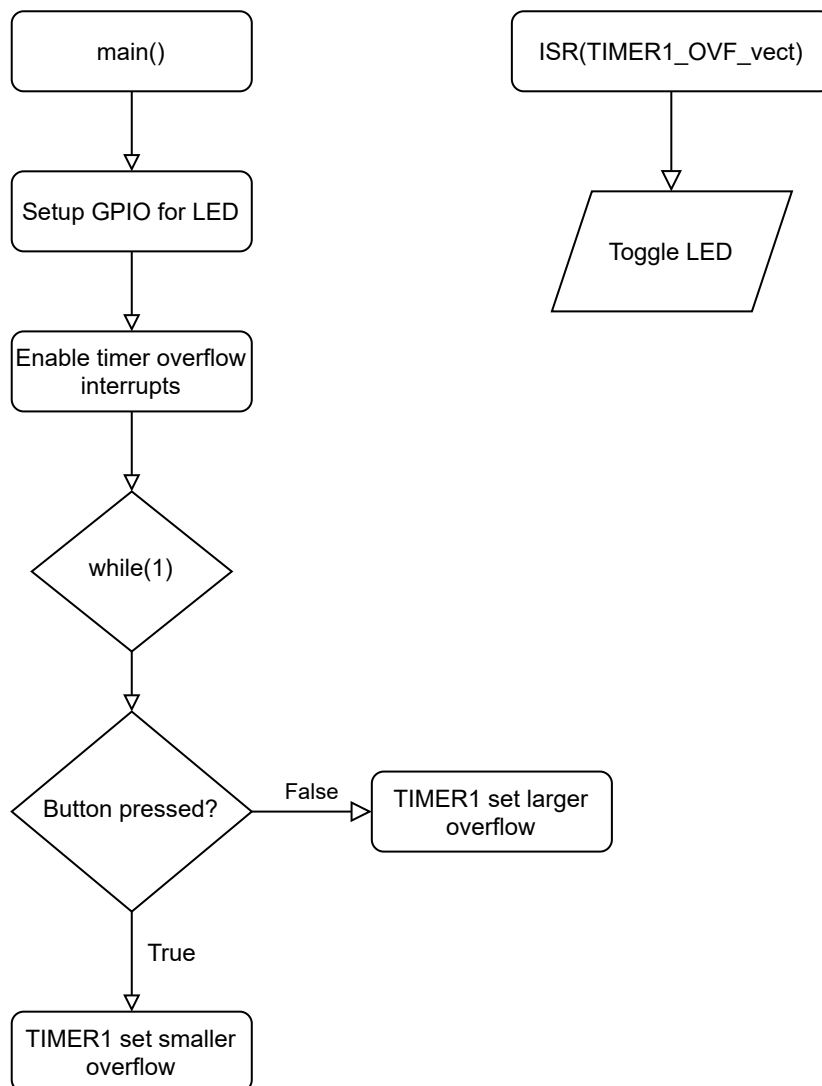 main()
ISR(TIMER1_OVF_vect)
Setup GPIO for LED
Toggle LED
Enable timer overflow
interrupts
while(1)
Button pressed?
False
TIMER1 set larger
overflow
True
TIMER1 set smaller
overflow